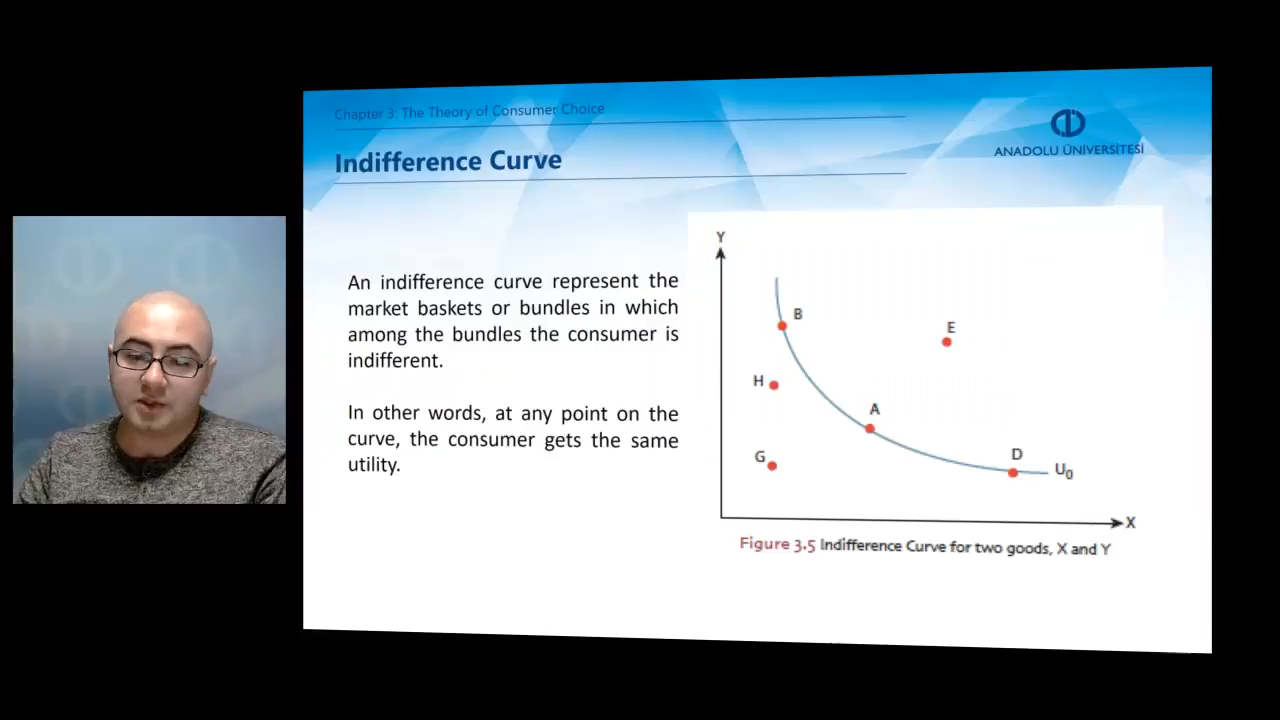 Chapter 3: The Theory of Consumer Choice
Indifference Curve
ANADOLU ÜNİVERSİTESİ
An indifference curve represent the
market baskets or bundles in which
among the bundles the consumer is
indifferent.
In other words, at any point on the
curve, the consumer gets the same
utility.
Y
B
E
H
A
G
D
U0
X
Figure 3.5 Indifference Curve for two goods, X and Y